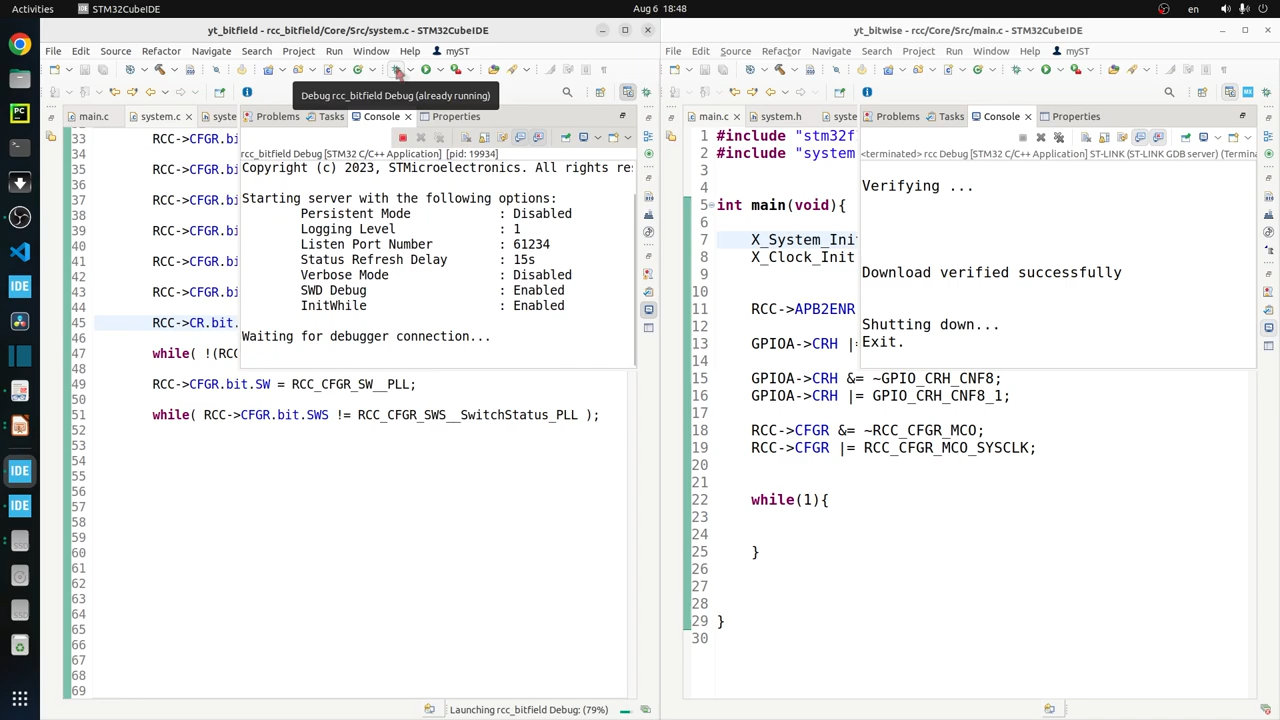 Activities
STM32CubeIDE
Aug 6 18:48
en
yt_bitfield - rcc_bitfield/Core/Src/system.c - STM32CubeIDE
File Edit Source Refactor Navigate Search Project Run Window Help myST
Debug rcc_bitfield Debug (already running)
main.c
system.c
syste
Problems
Tasks
Console
Properties
rcc_bitfield Debug [STM32 C/C++ Application] [pid: 19934]
Copyright (c) 2023, STMicroelectronics. All rights re
Starting server with the following options:
Persistent Mode : Disabled
Logging Level : 1
Listen Port Number : 61234
Status Refresh Delay : 15s
Verbose Mode : Disabled
SWD Debug : Enabled
InitWhile : Enabled
Waiting for debugger connection...
33 RCC->CFGR.bi
34
35 RCC->CFGR.bi
36
37 RCC->CFGR.bi
38
39 RCC->CFGR.bi
40
41 RCC->CFGR.bi
42
43 RCC->CFGR.bi
44
45 RCC->CR.bit.
46
47 while( !(RCC
48
49 RCC->CFGR.bit.SW = RCC_CFGR_SW__PLL;
50
51 while( RCC->CFGR.bit.SWS != RCC_CFGR_SWS__SwitchStatus_PLL );
52
53
54
55
56
57
58
59
60
61
62
63
64
65
66
67
68
69
Launching rcc_bitfield Debug: (79%)
yt_bitwise - rcc/Core/Src/main.c - STM32CubeIDE
File Edit Source Refactor Navigate Search Project Run Window Help myST
main.c
system.h
syste
Problems
Tasks
Console
Properties
<terminated> rcc Debug [STM32 C/C++ Application] ST-LINK (ST-LINK GDB server) (Termina
Verifying ...
Download verified successfully
Shutting down...
Exit.
1 #include "stm32f
2 #include "system
3
4
5 int main(void){
6
7 X_System_Ini
8 X_Clock_Init
9
10
11 RCC->APB2ENR
12
13 GPIOA->CRH |=
14
15 GPIOA->CRH &= ~GPIO_CRH_CNF8;
16 GPIOA->CRH |= GPIO_CRH_CNF8_1;
17
18 RCC->CFGR &= ~RCC_CFGR_MCO;
19 RCC->CFGR |= RCC_CFGR_MCO_SYSCLK;
20
21
22 while(1){
23
24
25 }
26
27
28
29 }
30